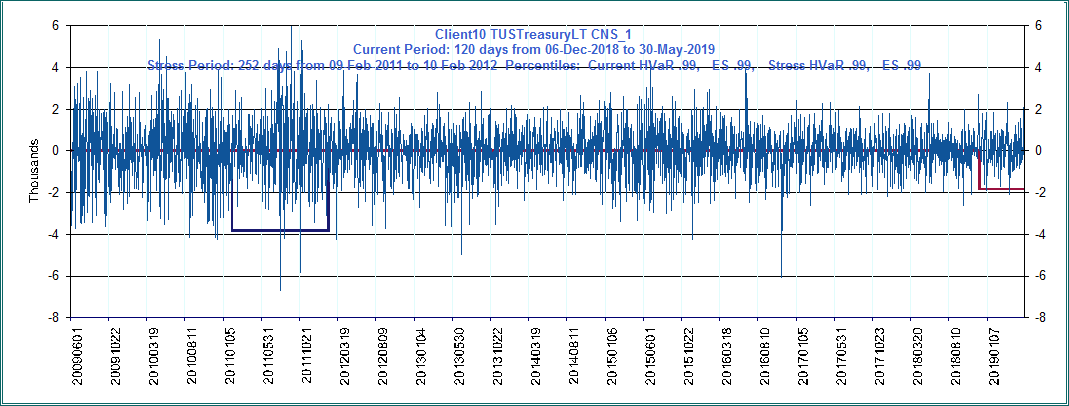 Client10 TUSTreasuryLT CNS_1
Current Period: 120 days from 06-Dec-2018 to 30-May-2019
Stress Period: 252 days from 09 Feb 2011 to 10 Feb 2012 Percentiles: Current HVaR .99, ES .99, Stress HVaR .99, ES .99
6 6
4 4
2 2
0 0
-2 -2
-4 -4
-6 -6
-8 -8
Thousands
20090601 20091022 20100319 20100811 20110105 20110531 20111021 20120319 20120809 20130104 20130530 20131022 20140319 20140811 20150106 20150601 20151022 20160318 20160810 20170105 20170531 20171023 20180320 20180810 20190107